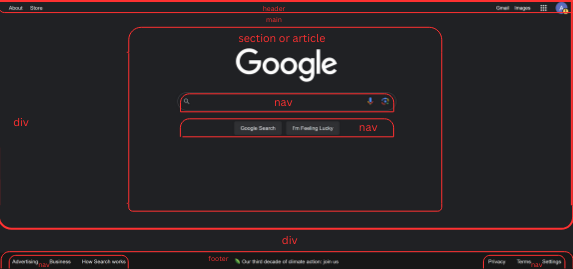 About Store header Gmail Images
main
section or article
Google
nav
Google Search I'm Feeling Lucky nav
div
div
footer
Advertising nav Business How Search works Our third decade of climate action: join us Privacy Terms nav Settings